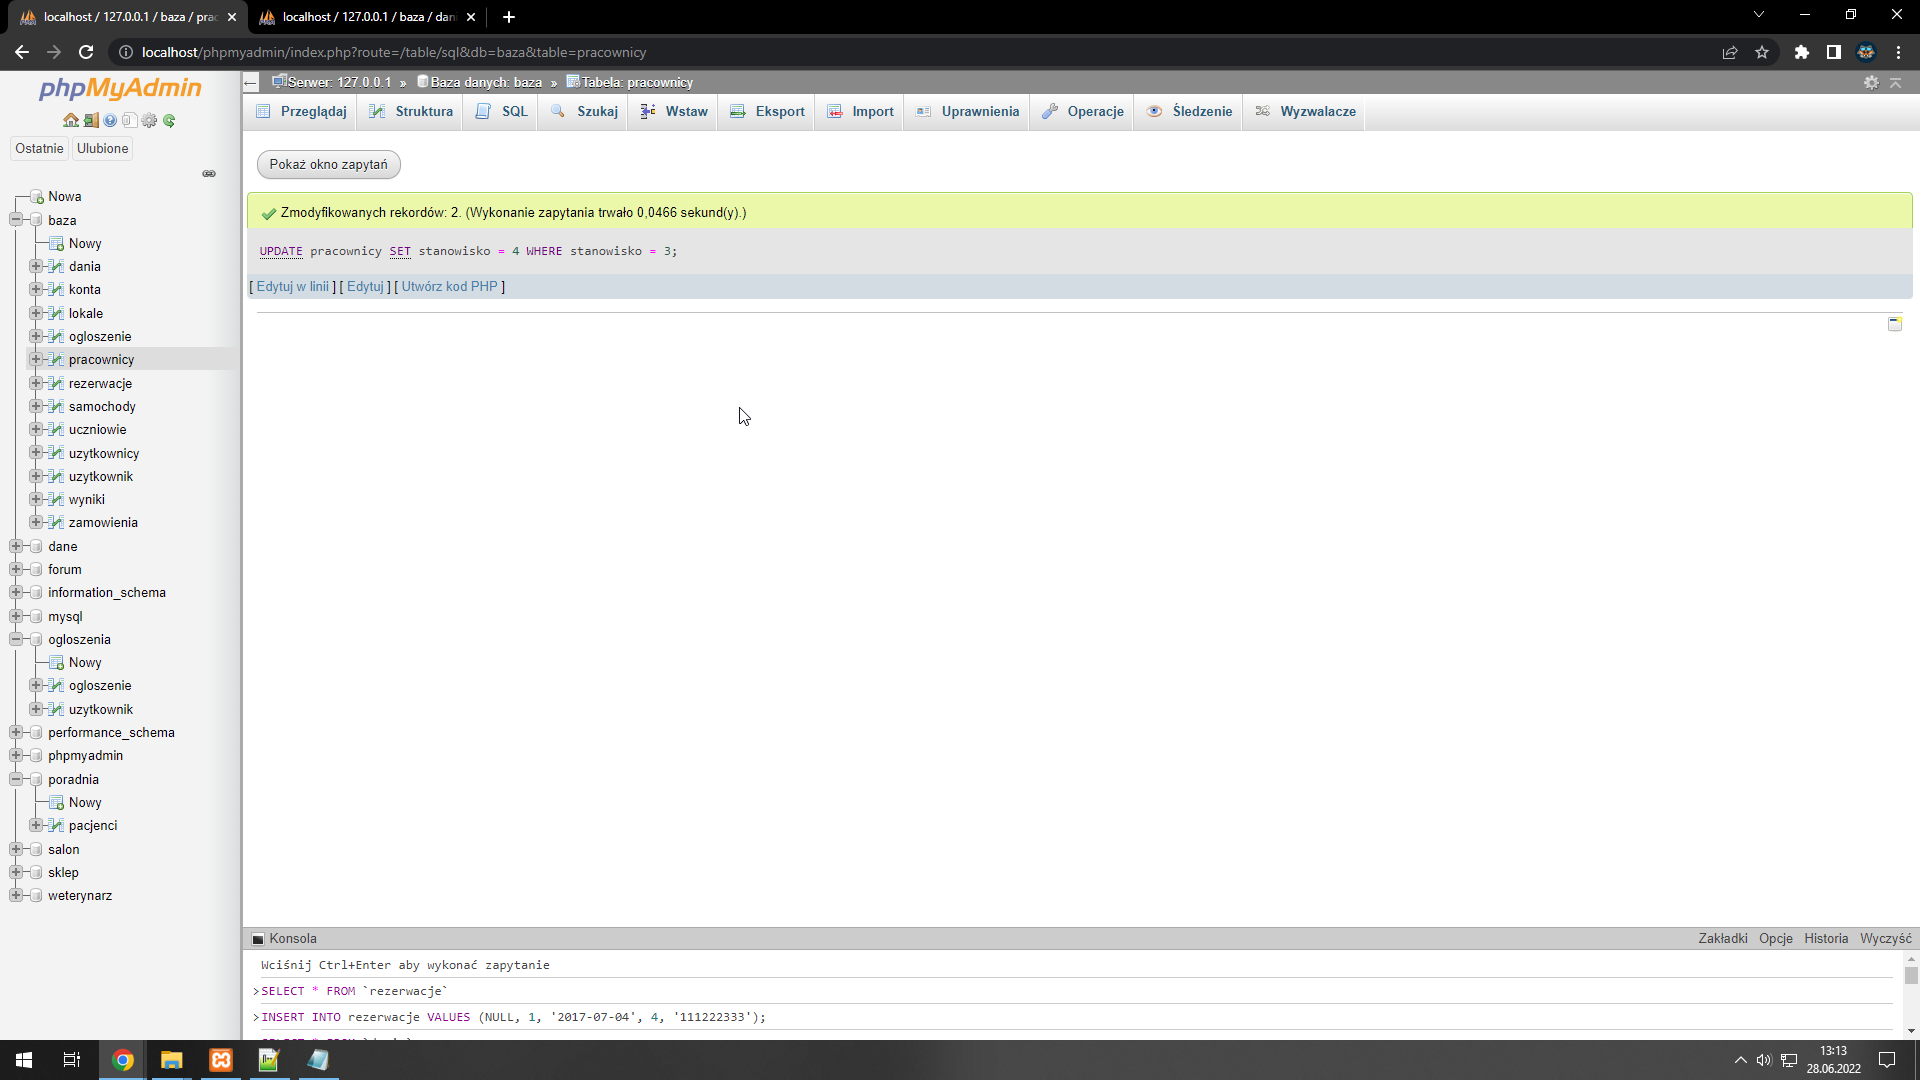 localhost / 127.0.0.1 / baza / prac
localhost / 127.0.0.1 / baza / dani
localhost/phpmyadmin/index.php?route=/table/sql&db=baza&table=pracownicy
phpMyAdmin
Ostatnie
Ulubione
Nowa
baza
Nowy
dania
konta
lokale
ogloszenie
pracownicy
rezerwacje
samochody
uczniowie
uzytkownicy
uzytkownik
wyniki
zamowienia
dane
forum
information_schema
mysql
ogloszenia
Nowy
ogloszenie
uzytkownik
performance_schema
phpmyadmin
poradnia
Nowy
pacjenci
salon
sklep
weterynarz
Serwer: 127.0.0.1 » Baza danych: baza » Tabela: pracownicy
Przeglądaj
Struktura
SQL
Szukaj
Wstaw
Eksport
Import
Uprawnienia
Operacje
Śledzenie
Wyzwalacze
Pokaż okno zapytań
Zmodyfikowanych rekordów: 2. (Wykonanie zapytania trwało 0,0466 sekund(y).)
UPDATE pracownicy SET stanowisko = 4 WHERE stanowisko = 3;
[ Edytuj w linii ] [ Edytuj ] [ Utwórz kod PHP ]
Konsola
Zakładki Opcje Historia Wyczyść
Wciśnij Ctrl+Enter aby wykonać zapytanie
>SELECT * FROM `rezerwacje`
>INSERT INTO rezerwacje VALUES (NULL, 1, '2017-07-04', 4, '111222333');
13:13
28.06.2022